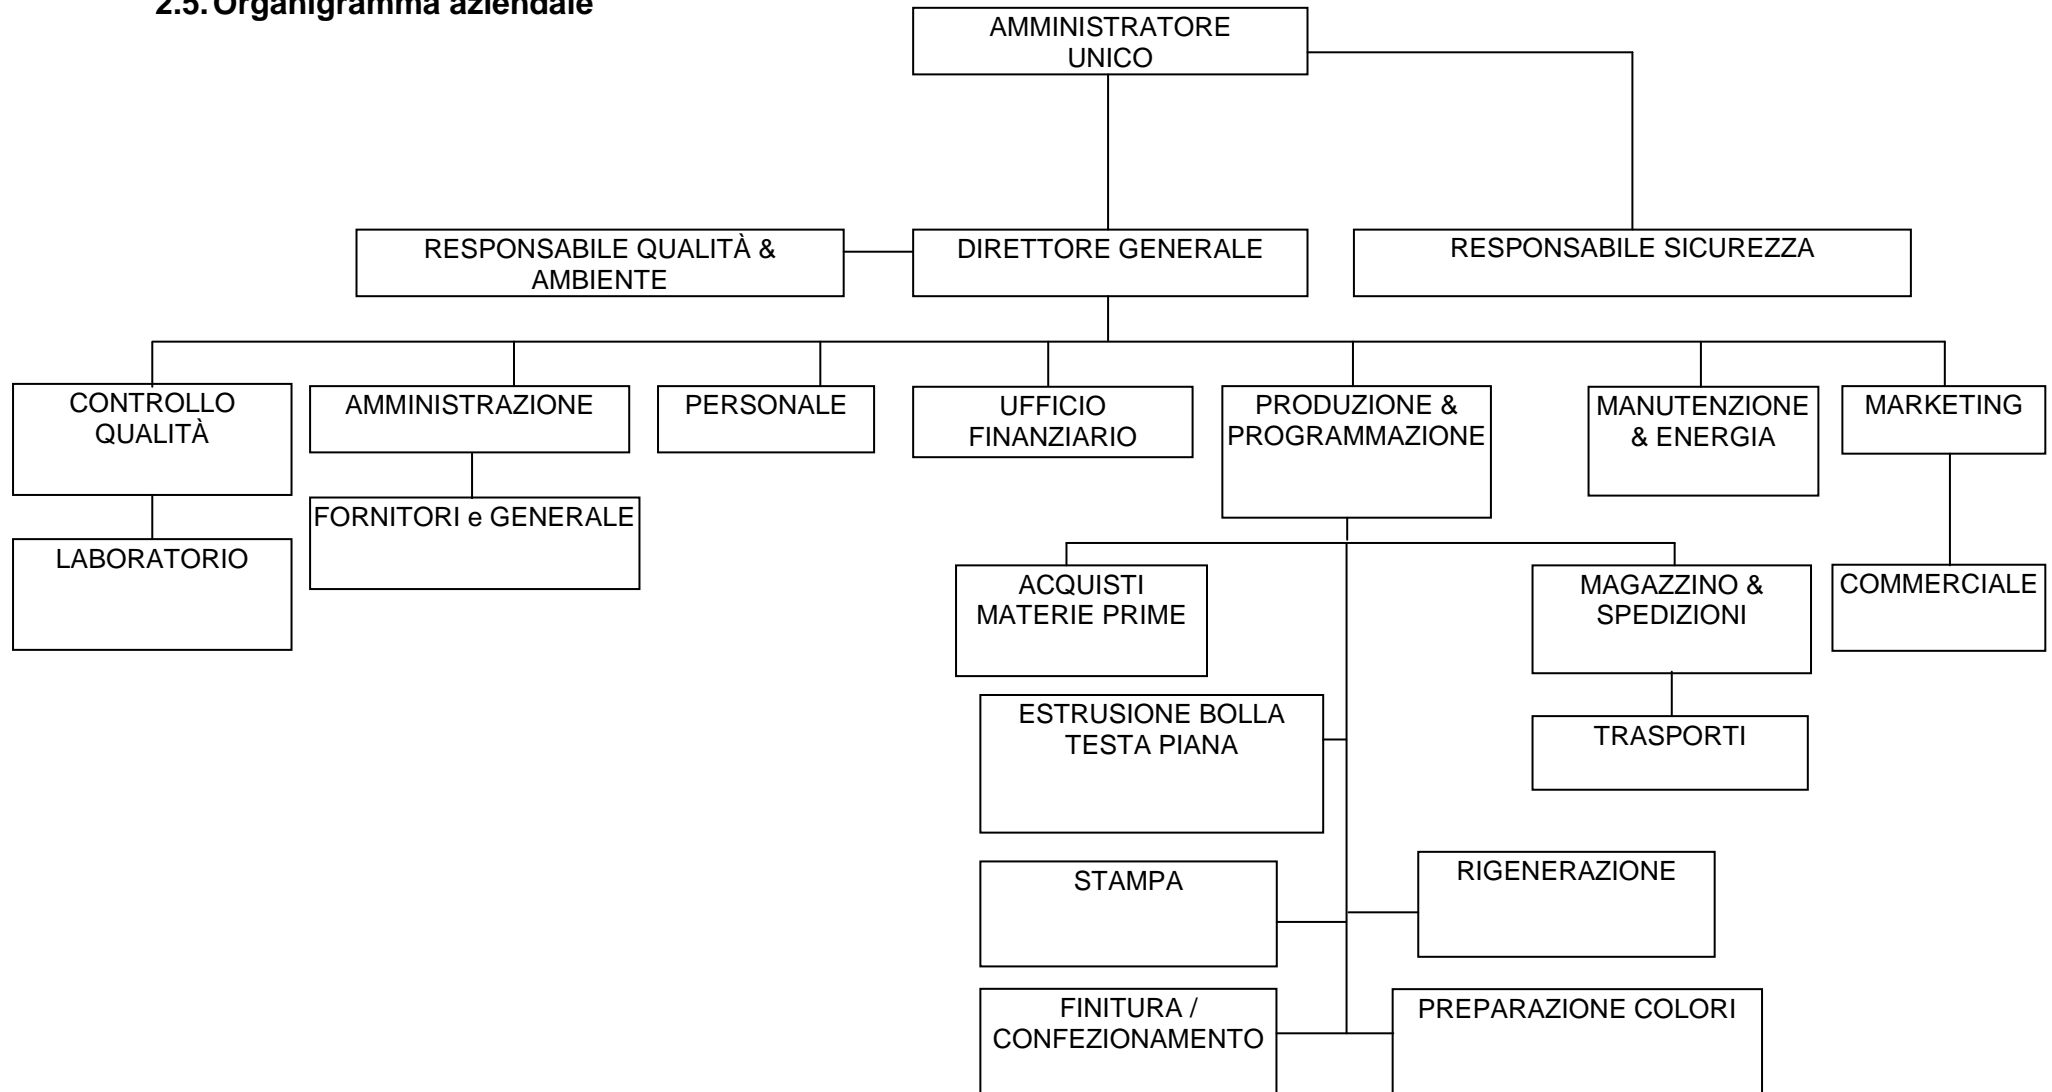 2.5. Organigramma aziendale
AMMINISTRATORE
UNICO
RESPONSABILE QUALITÀ &
AMBIENTE
DIRETTORE GENERALE
RESPONSABILE SICUREZZA
CONTROLLO
QUALITÀ
AMMINISTRAZIONE
PERSONALE
UFFICIO
FINANZIARIO
PRODUZIONE &
PROGRAMMAZIONE
MANUTENZIONE
& ENERGIA
MARKETING
FORNITORI e GENERALE
LABORATORIO
ACQUISTI
MATERIE PRIME
MAGAZZINO &
SPEDIZIONI
COMMERCIALE
ESTRUSIONE BOLLA
TESTA PIANA
TRASPORTI
STAMPA
RIGENERAZIONE
FINITURA /
CONFEZIONAMENTO
PREPARAZIONE COLORI